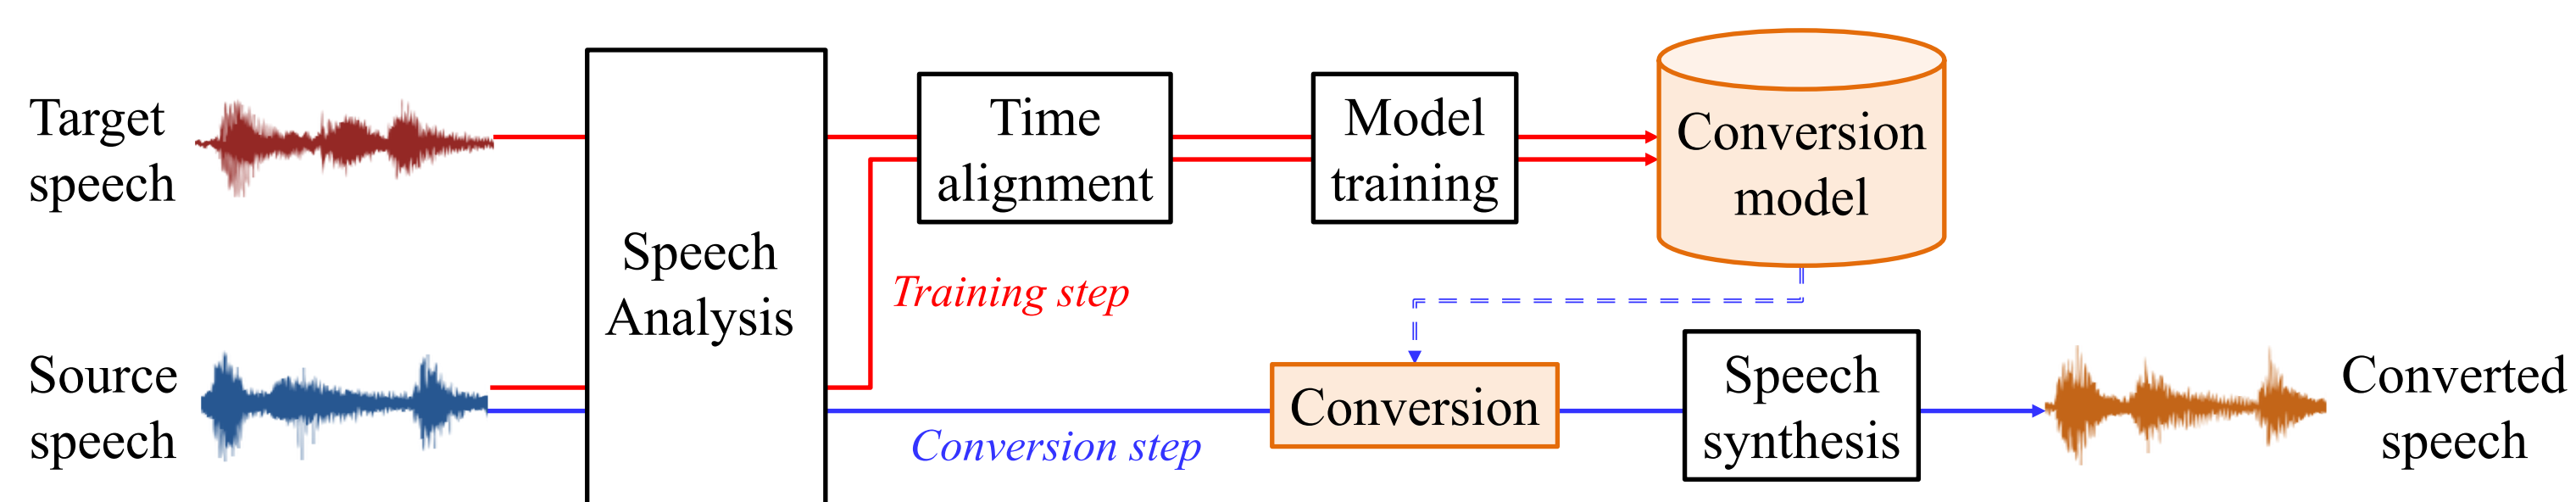 Target
speech
Source
speech
Speech
Analysis
Time
alignment
Model
training
Conversion
model
Training step
Conversion step
Conversion
Speech
synthesis
Converted
speech